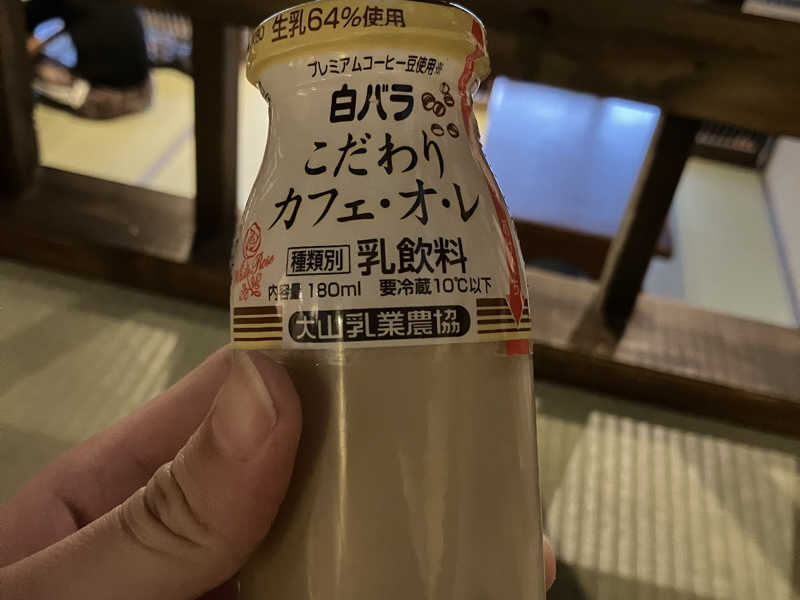 生乳64%使用
プレミアムコーヒー豆使用※
白バラ
こだわり
カフェ・オ・レ
種類別 乳飲料
内容量 180ml 要冷蔵10℃以下
大山乳業農協